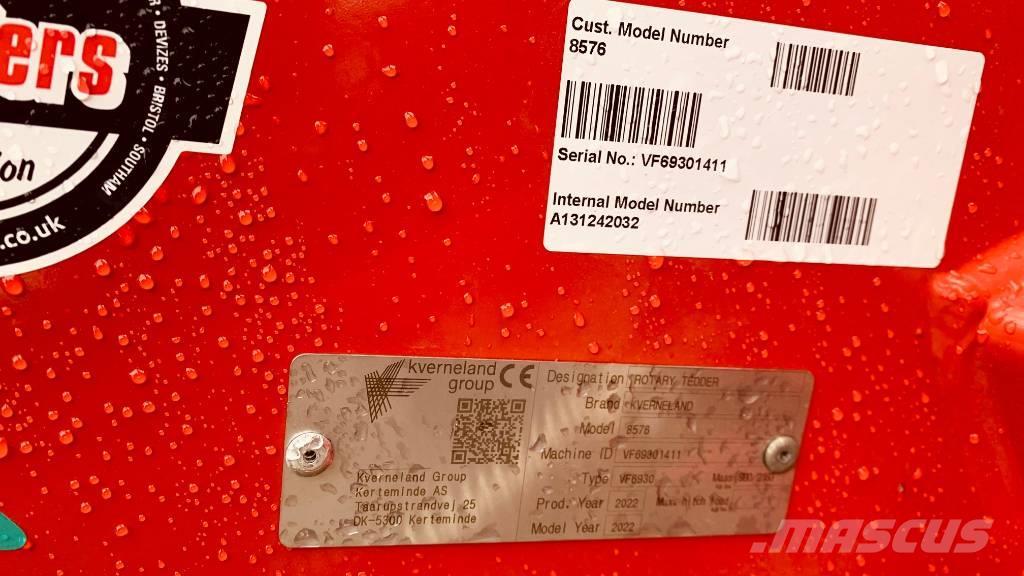 ers
R • DEVIZES • BRISTOL • SOUTHAM
ion
.co.uk
Cust. Model Number
8576
Serial No.: VF69301411
Internal Model Number
A131242032
kverneland
group CE
Designation ROTARY TEDDER
Brand KVERNELAND
Model 8576
Machine ID VF69301411
Type VF6930
Prod. Year 2022
Model Year 2022
Kverneland Group
Kerteminde AS
Taarupstrandvej 25
DK-5300 Kerteminde
MASCUS